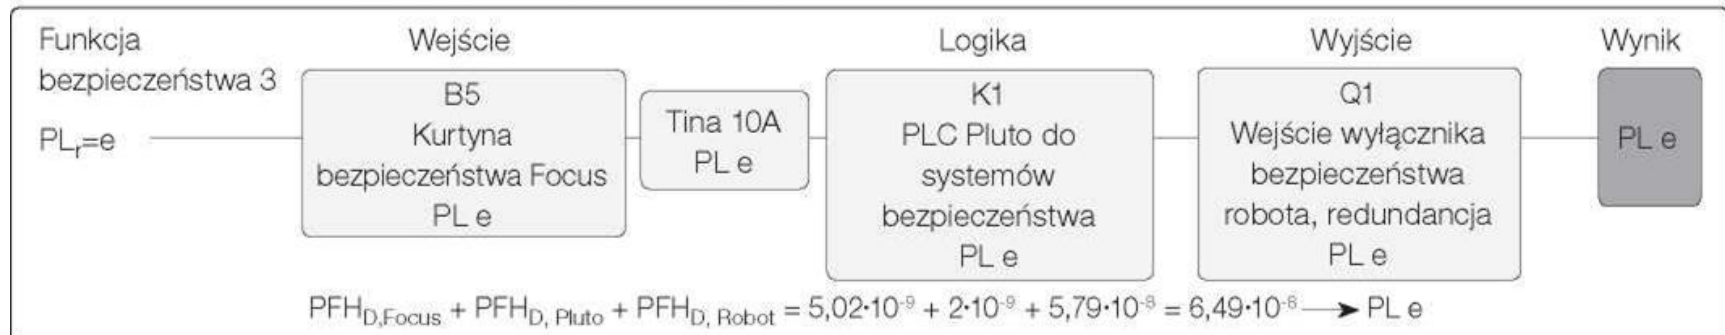 Funkcja
bezpieczeństwa 3
PLr=e
Wejście
B5
Kurtyna
bezpieczeństwa Focus
PL e
Tina 10A
PL e
Logika
K1
PLC Pluto do
systemów
bezpieczeństwa
PL e
Wyjście
Q1
Wejście wyłącznika
bezpieczeństwa
robota, redundancja
PL e
Wynik
PL e
PFHD,Focus + PFHD, Pluto + PFHD, Robot = 5,02•10⁻⁹ + 2•10⁻⁹ + 5,79•10⁻⁸ = 6,49•10⁻⁸ → PL e